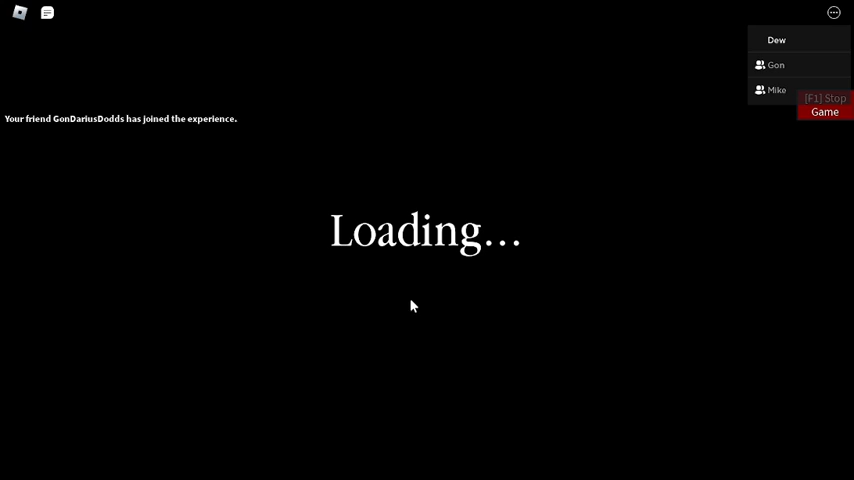 Dew
Gon
Mike
[F1] Stop
Game
Your friend GonDariusDodds has joined the experience.
Loading...